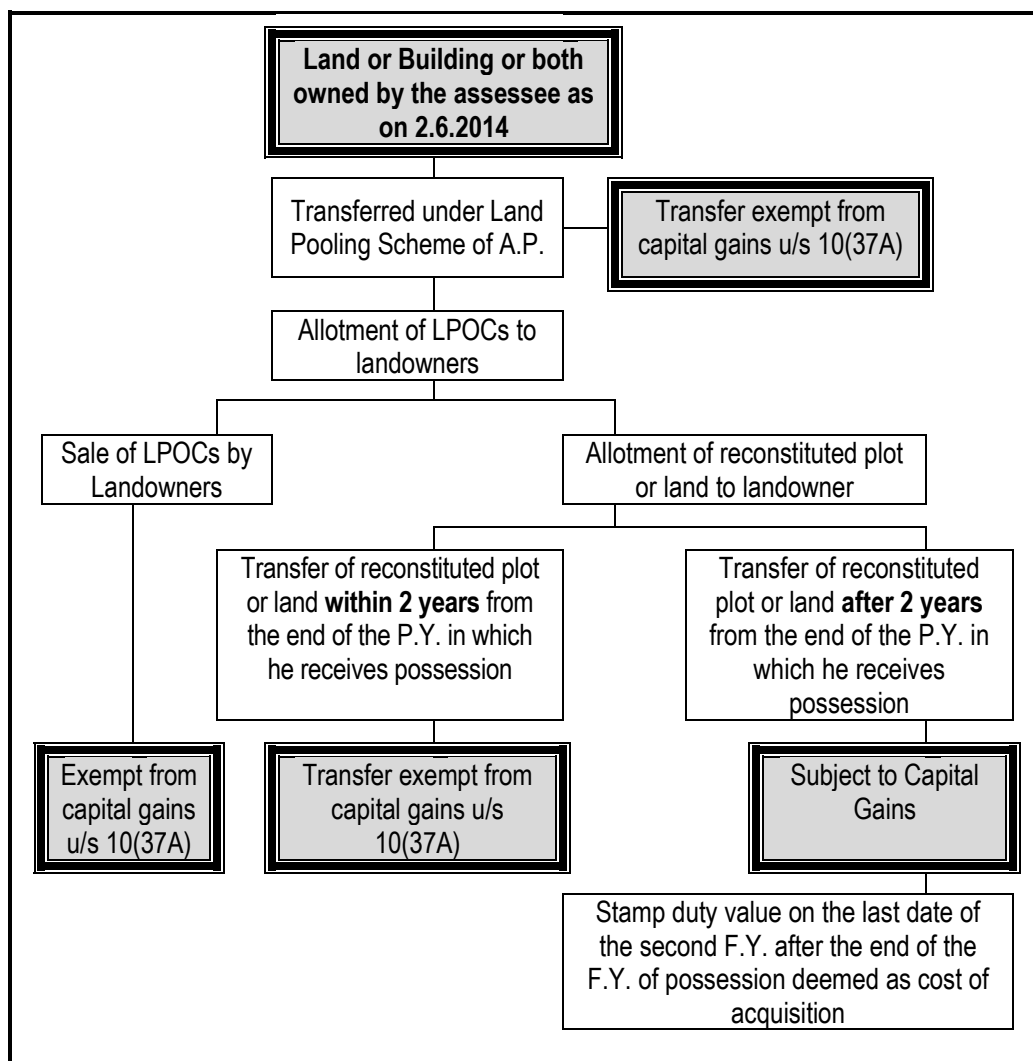 Land or Building or both
owned by the assessee as
on 2.6.2014
Transferred under Land
Pooling Scheme of A.P.
Transfer exempt from
capital gains u/s 10(37A)
Allotment of LPOCs to
landowners
Sale of LPOCs by
Landowners
Allotment of reconstituted plot
or land to landowner
Transfer of reconstituted plot
or land within 2 years from
the end of the P.Y. in which
he receives possession
Transfer of reconstituted
plot or land after 2 years
from the end of the P.Y. in
which he receives
possession
Exempt from
capital gains
u/s 10(37A)
Transfer exempt from
capital gains u/s
10(37A)
Subject to Capital
Gains
Stamp duty value on the last date of
the second F.Y. after the end of the
F.Y. of possession deemed as cost of
acquisition